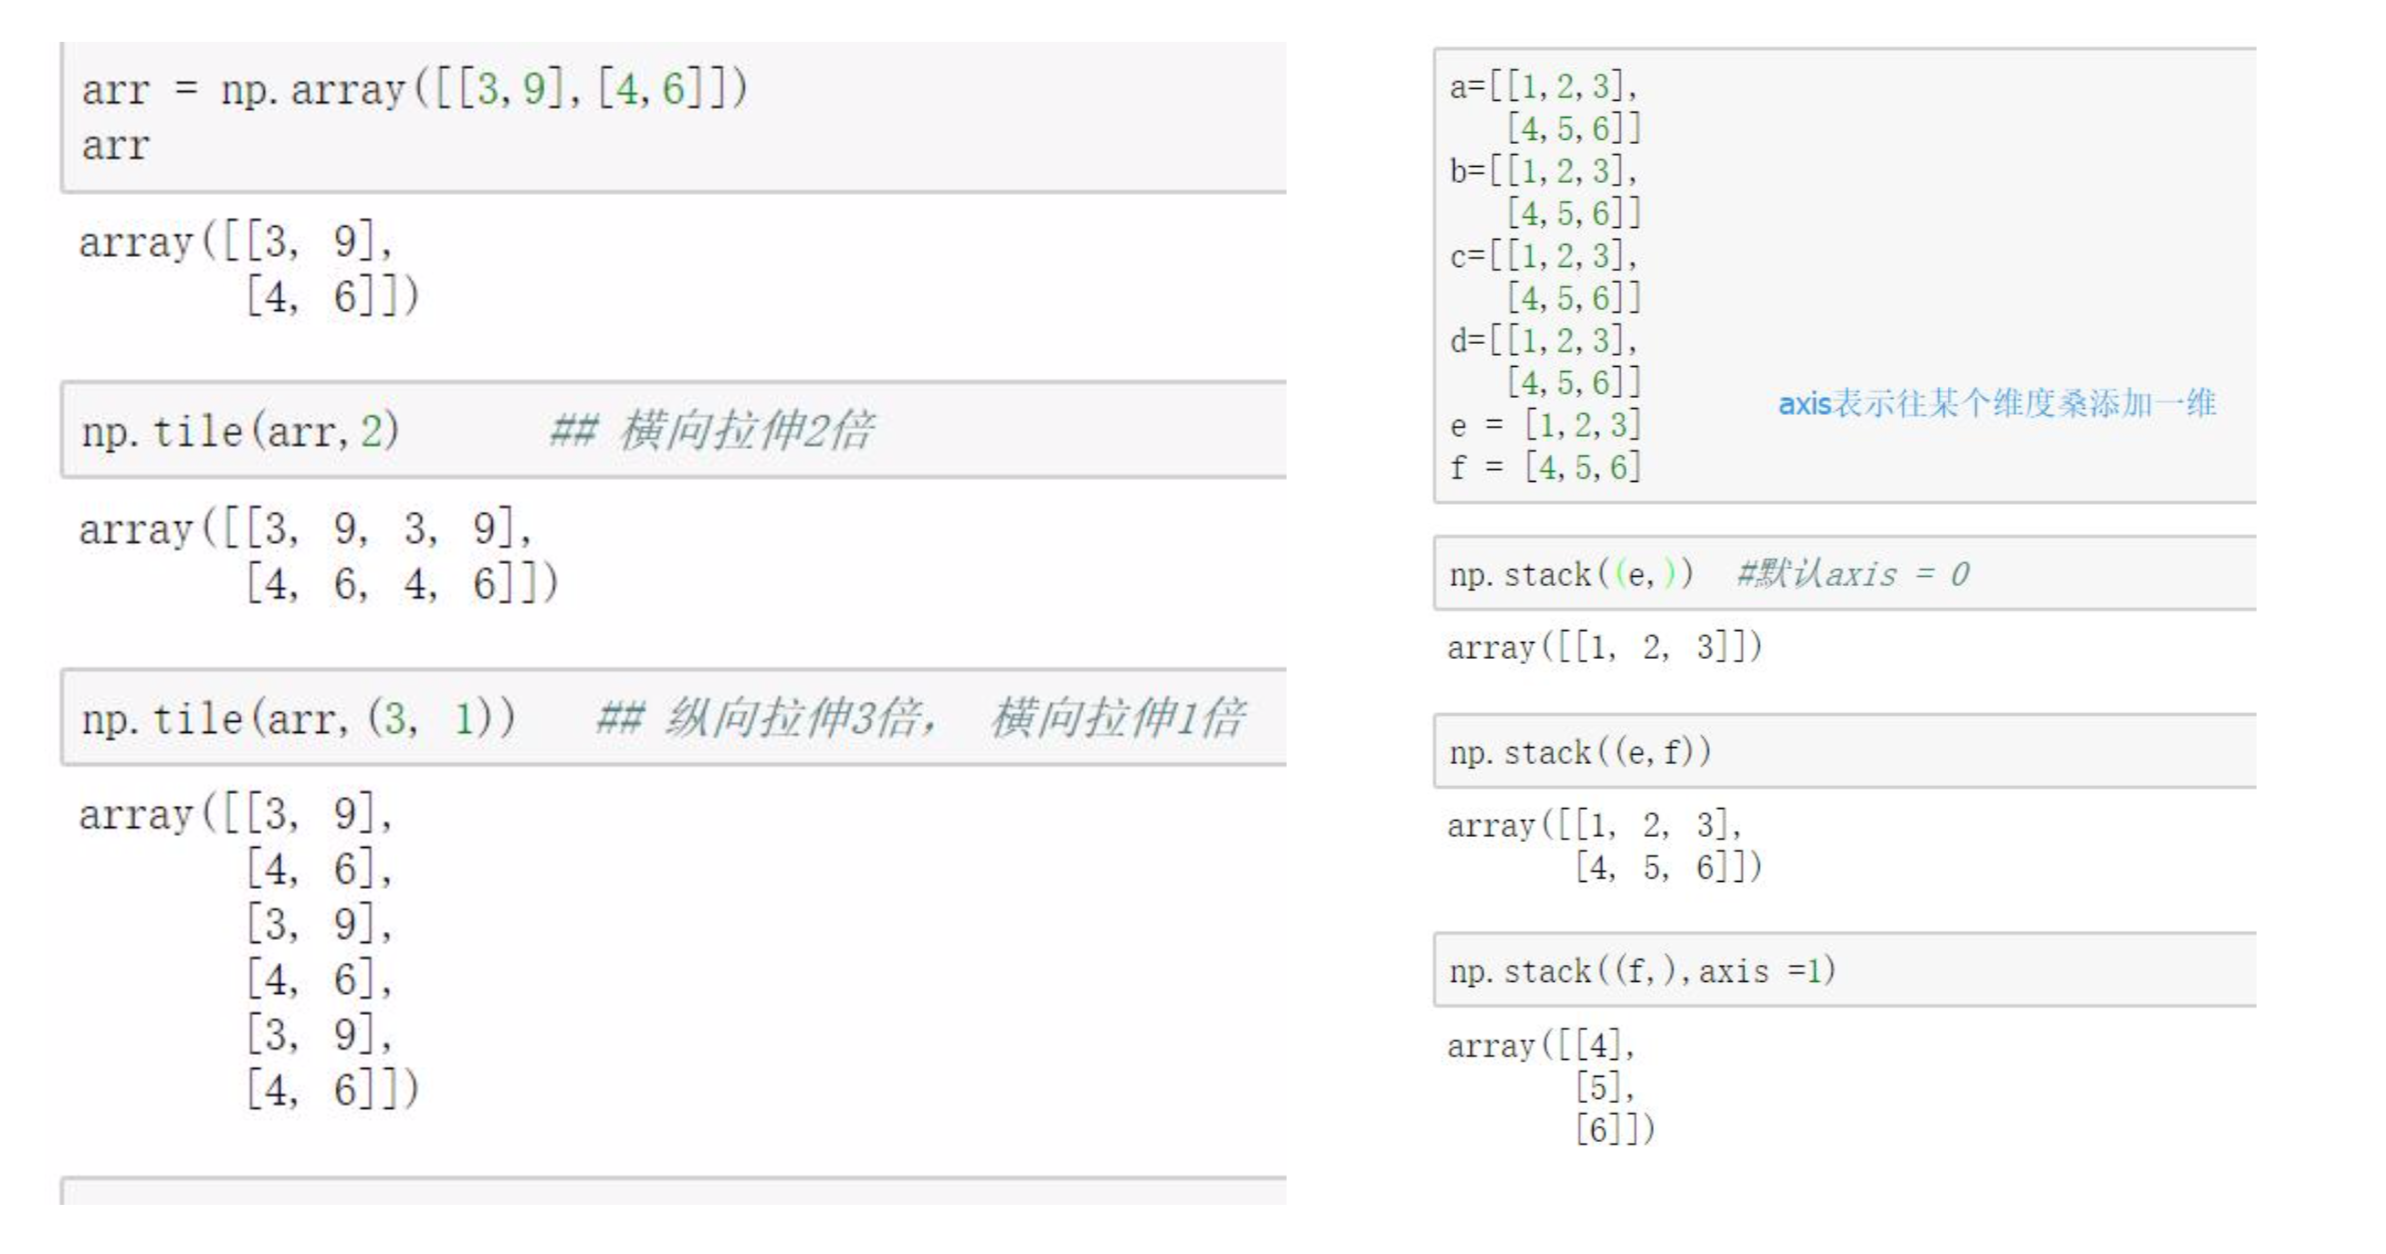 arr = np.array([[3,9],[4,6]])
arr
array([[3, 9],
       [4, 6]])
np.tile(arr,2)      ## 横向拉伸2倍
array([[3, 9, 3, 9],
       [4, 6, 4, 6]])
np.tile(arr,(3, 1))   ## 纵向拉伸3倍， 横向拉伸1倍
array([[3, 9],
       [4, 6],
       [3, 9],
       [4, 6],
       [3, 9],
       [4, 6]])
a=[[1,2,3],
   [4,5,6]]
b=[[1,2,3],
   [4,5,6]]
c=[[1,2,3],
   [4,5,6]]
d=[[1,2,3],
   [4,5,6]]
axis表示往某个维度桑添加一维
e = [1,2,3]
f = [4,5,6]
np.stack((e,))  #默认axis = 0
array([[1, 2, 3]])
np.stack((e,f))
array([[1, 2, 3],
       [4, 5, 6]])
np.stack((f,),axis =1)
array([[4],
       [5],
       [6]])